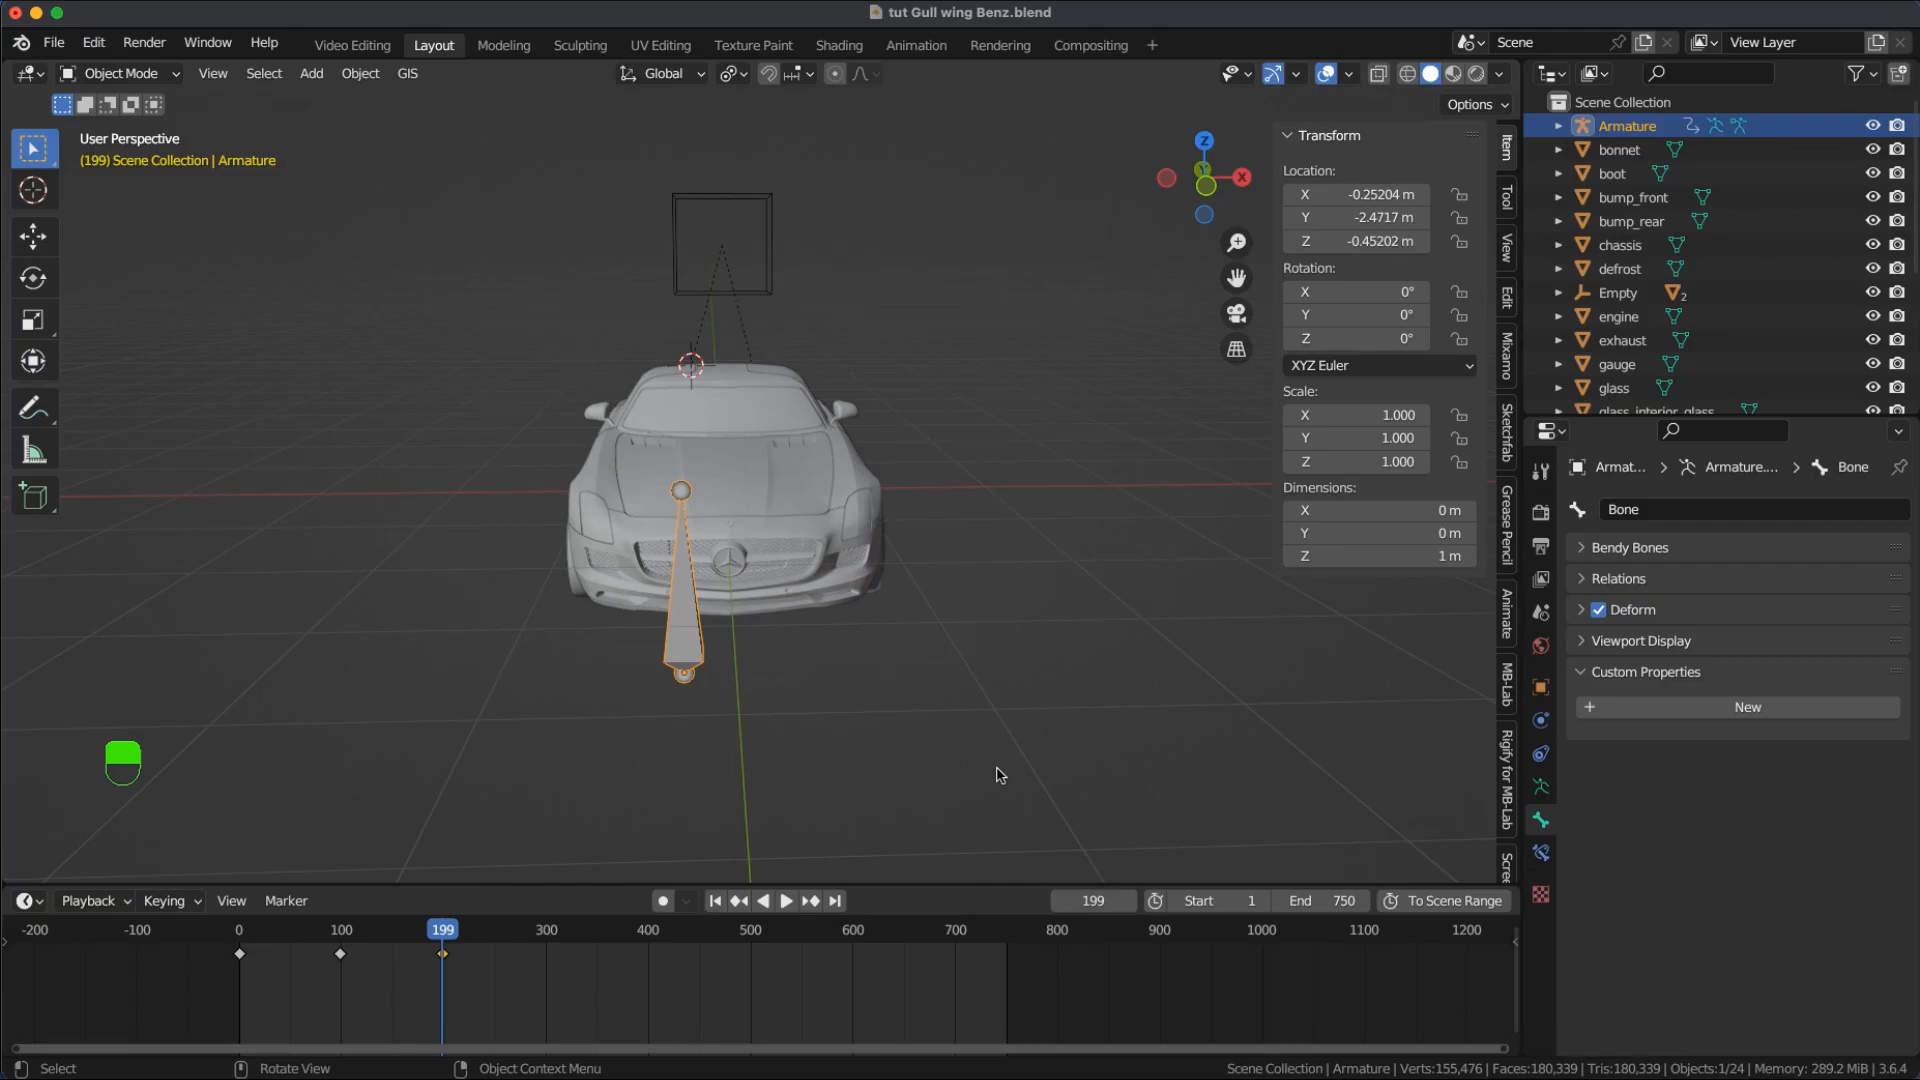 tut Gull wing Benz.blend
File Edit Render Window Help
Video Editing Layout Modeling Sculpting UV Editing Texture Paint Shading Animation Rendering Compositing
Scene
View Layer
Object Mode View Select Add Object GIS
Global
Options
User Perspective
(199) Scene Collection | Armature
Z
X
Transform
Location:
X -0.25204 m
Y -2.4717 m
Z -0.45202 m
Rotation:
X 0°
Y 0°
Z 0°
XYZ Euler
Scale:
X 1.000
Y 1.000
Z 1.000
Dimensions:
X 0 m
Y 0 m
Z 1 m
Item
Tool
View
Edit
Mixamo
Sketchfab
Grease Pencil
Animate
MB-Lab
Rigify for MB-Lab
Scree
Scene Collection
Armature
bonnet
boot
bump_front
bump_rear
chassis
defrost
Empty 2
engine
exhaust
gauge
glass
glass_interior_glass
Armat... Armature.... Bone
Bone
Bendy Bones
Relations
Deform
Viewport Display
Custom Properties
New
Playback Keying View Marker
199 Start 1 End 750 To Scene Range
-200 -100 0 100 199 300 400 500 600 700 800 900 1000 1100 1200
Select Rotate View Object Context Menu
Scene Collection | Armature | Verts:155,476 | Faces:180,339 | Tris:180,339 | Objects:1/24 | Memory: 289.2 MiB | 3.6.4